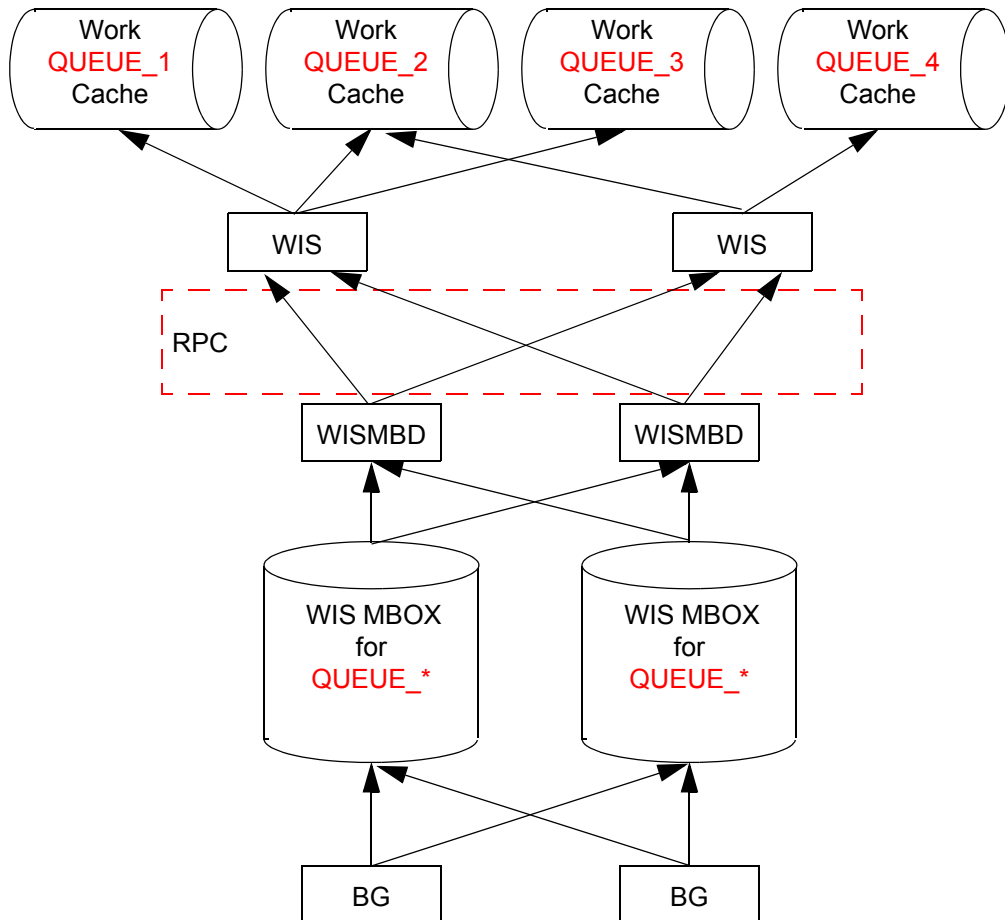 Work
QUEUE_1
Cache
Work
QUEUE_2
Cache
Work
QUEUE_3
Cache
Work
QUEUE_4
Cache
WIS
WIS
RPC
WISMBD
WISMBD
WIS MBOX
for
QUEUE_*
WIS MBOX
for
QUEUE_*
BG
BG